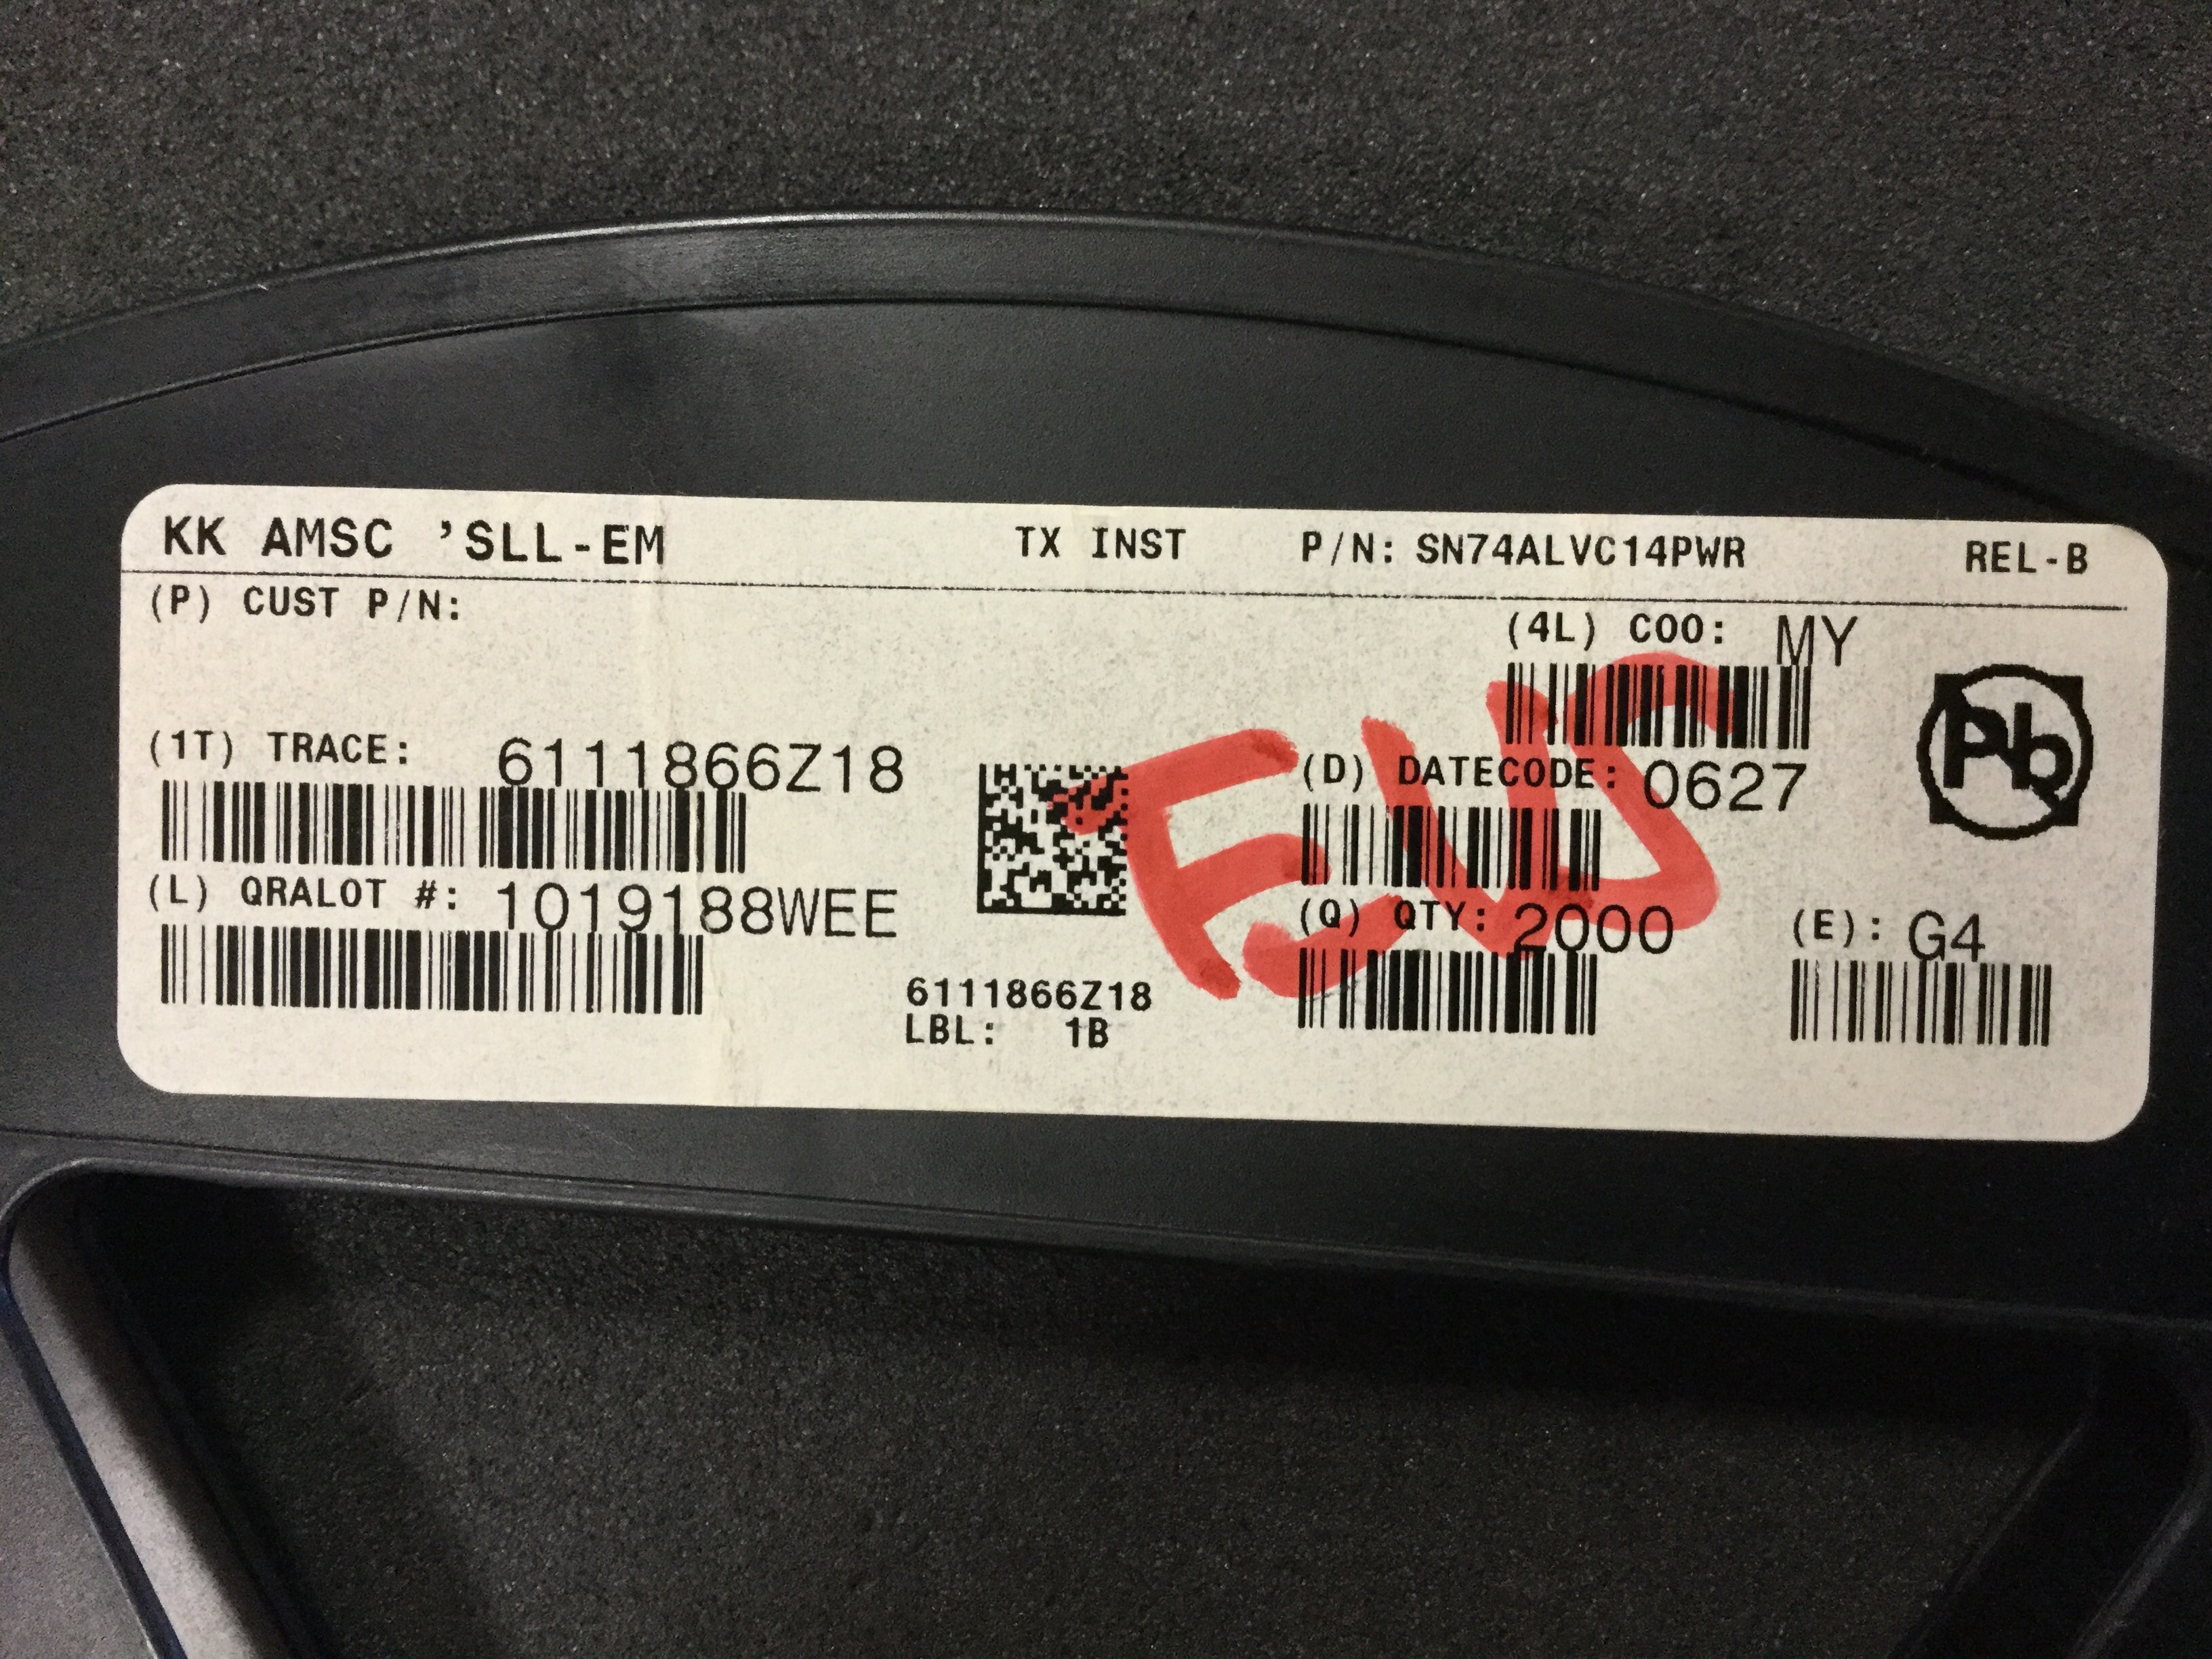 KK AMSC 'SLL-EM TX INST P/N: SN74ALVC14PWR REL-B
(P) CUST P/N:
(4L) COO: MY
Pb
(1T) TRACE: 6111866Z18
(D) DATECODE: 0627
(L) QRALOT #: 1019188WEE
(Q) QTY: 2000
(E): G4
6111866Z18
LBL: 1B